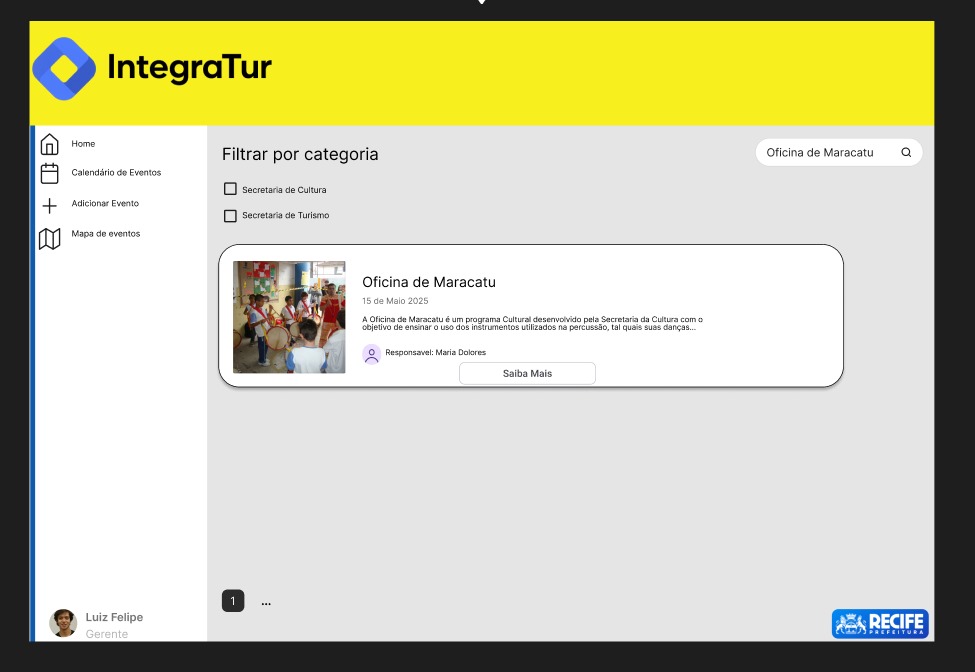 IntegraTur
Home
Calendário de Eventos
Adicionar Evento
Mapa de eventos
Filtrar por categoria
Oficina de Maracatu
Secretaria de Cultura
Secretaria de Turismo
Oficina de Maracatu
15 de Maio 2025
A Oficina de Maracatu é um programa Cultural desenvolvido pela Secretaria da Cultura com o
objetivo de ensinar o uso dos instrumentos utilizados na percussão, tal quais suas danças...
Responsavel: Maria Dolores
Saiba Mais
1 ...
Luiz Felipe
Gerente
RECIFE
PREFEITURA